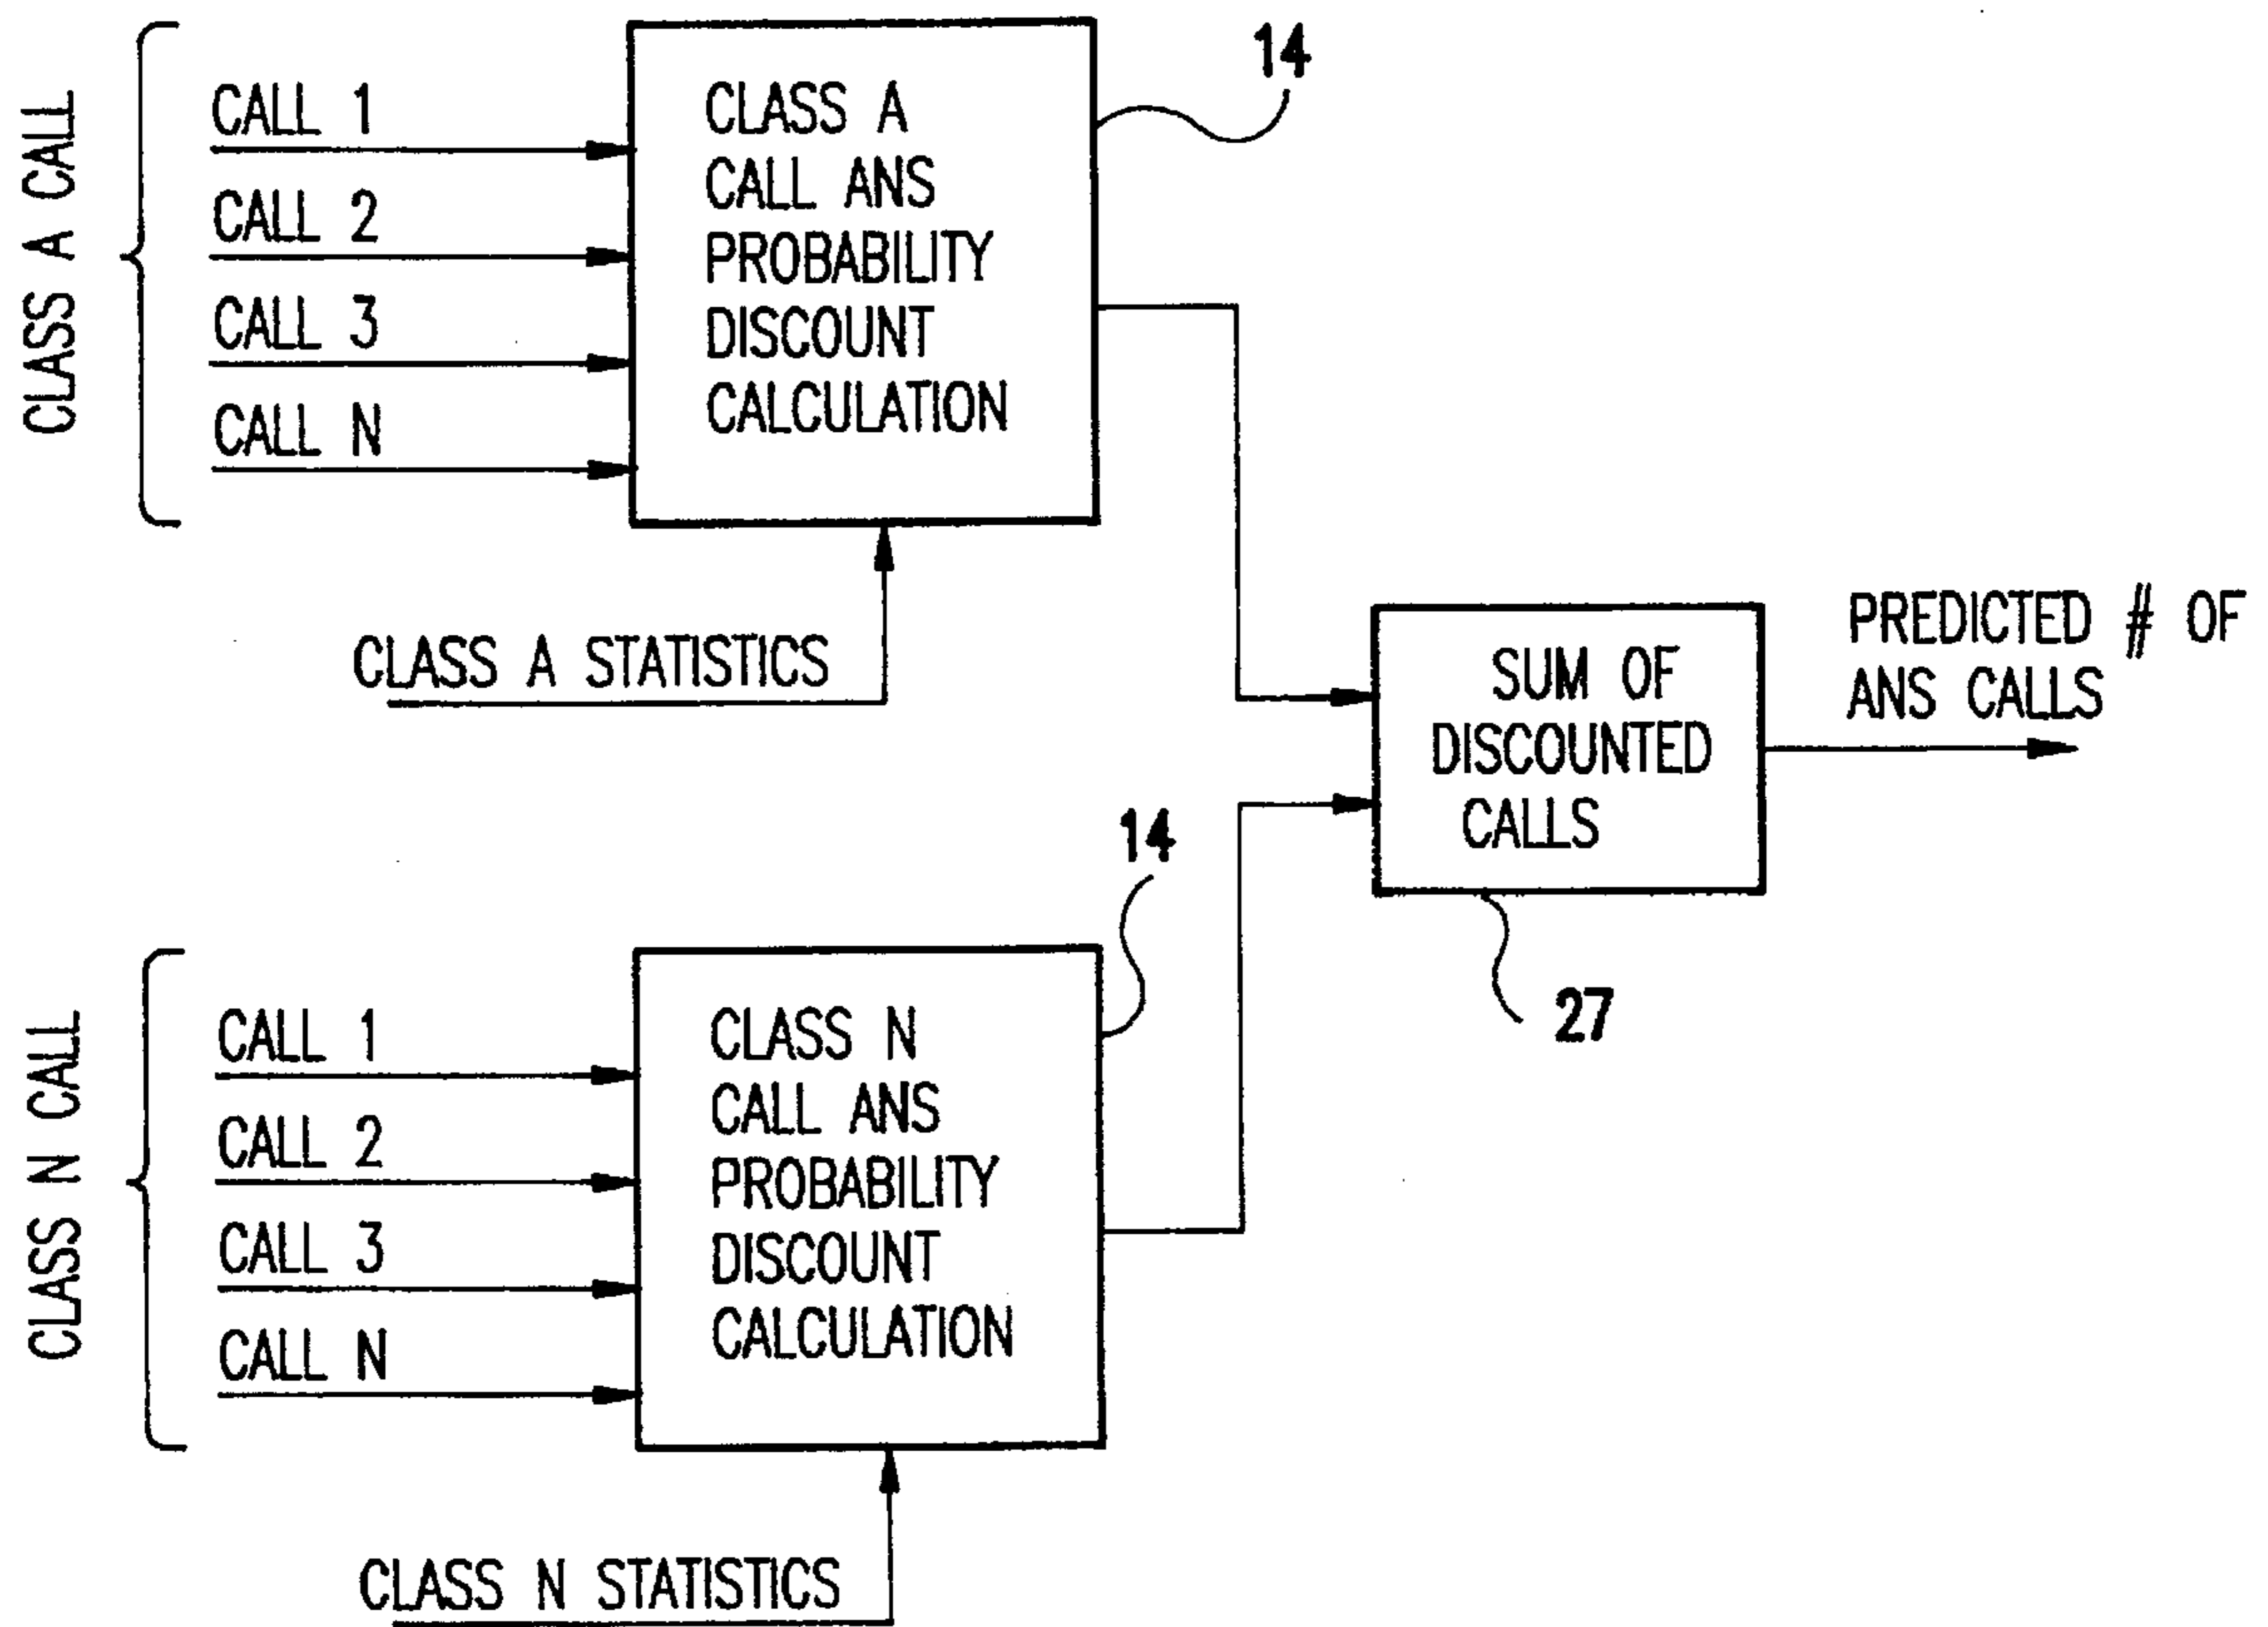 CLASS A CALL
CALL 1
CALL 2
CALL 3
CALL N
CLASS A
CALL ANS
PROBABILITY
DISCOUNT
CALCULATION
14
CLASS A STATISTICS
SUM OF
DISCOUNTED
CALLS
27
PREDICTED # OF
ANS CALLS
CLASS N CALL
CALL 1
CALL 2
CALL 3
CALL N
CLASS N
CALL ANS
PROBABILITY
DISCOUNT
CALCULATION
14
CLASS N STATISTICS